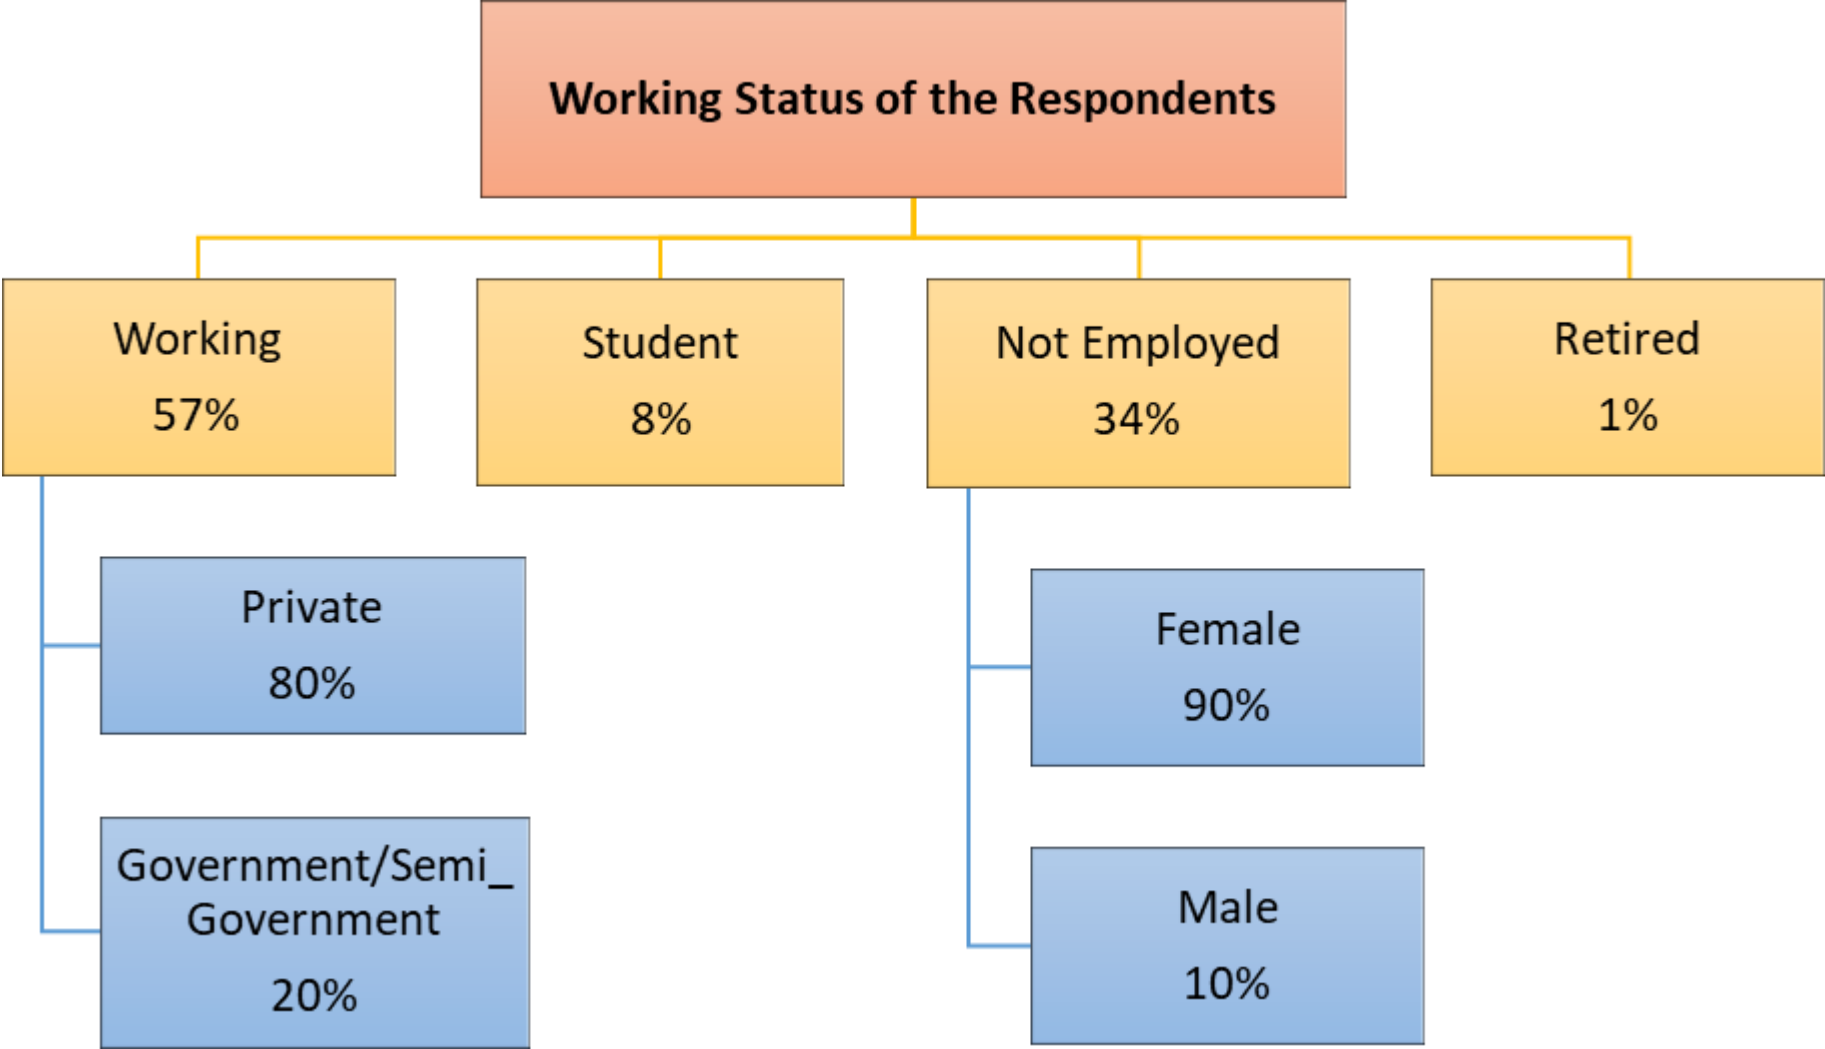 Working Status of the Respondents
Working
57%
Student
8%
Not Employed
34%
Retired
1%
Private
80%
Government/Semi_
Government
20%
Female
90%
Male
10%